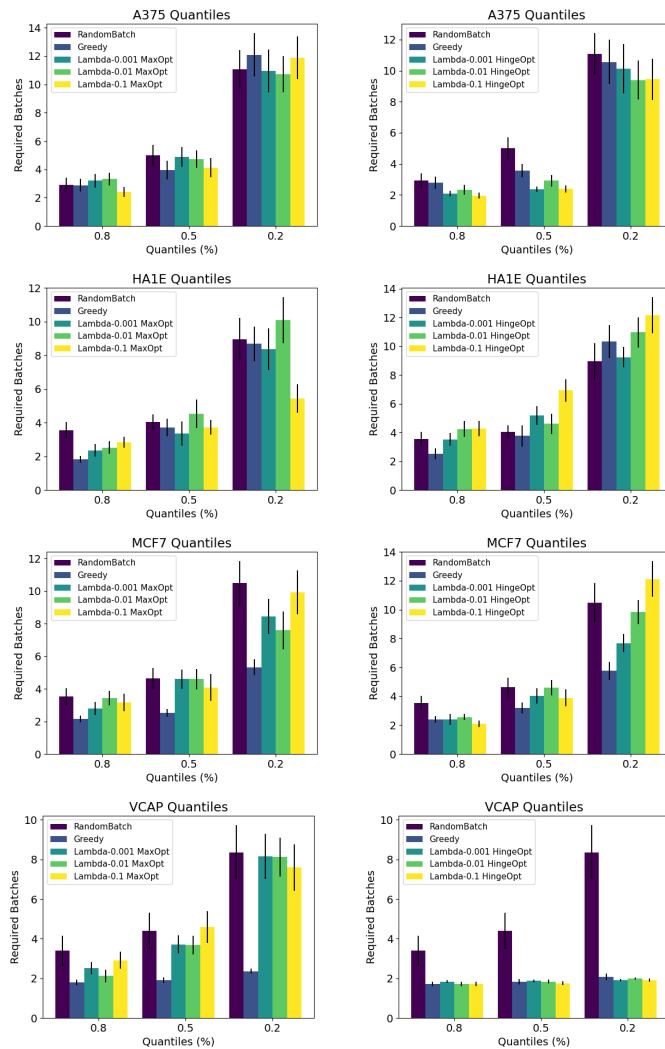 A375 Quantiles
RandomBatch
Greedy
Lambda-0.001 MaxOpt
Lambda-0.01 MaxOpt
Lambda-0.1 MaxOpt
Required Batches
14
12
10
8
6
4
2
0
0.8 0.5 0.2
Quantiles (%)
A375 Quantiles
RandomBatch
Greedy
Lambda-0.001 HingeOpt
Lambda-0.01 HingeOpt
Lambda-0.1 HingeOpt
Required Batches
12
10
8
6
4
2
0
0.8 0.5 0.2
Quantiles (%)
HA1E Quantiles
RandomBatch
Greedy
Lambda-0.001 MaxOpt
Lambda-0.01 MaxOpt
Lambda-0.1 MaxOpt
Required Batches
12
10
8
6
4
2
0
0.8 0.5 0.2
Quantiles (%)
HA1E Quantiles
RandomBatch
Greedy
Lambda-0.001 HingeOpt
Lambda-0.01 HingeOpt
Lambda-0.1 HingeOpt
Required Batches
14
12
10
8
6
4
2
0
0.8 0.5 0.2
Quantiles (%)
MCF7 Quantiles
RandomBatch
Greedy
Lambda-0.001 MaxOpt
Lambda-0.01 MaxOpt
Lambda-0.1 MaxOpt
Required Batches
12
10
8
6
4
2
0
0.8 0.5 0.2
Quantiles (%)
MCF7 Quantiles
RandomBatch
Greedy
Lambda-0.001 HingeOpt
Lambda-0.01 HingeOpt
Lambda-0.1 HingeOpt
Required Batches
14
12
10
8
6
4
2
0
0.8 0.5 0.2
Quantiles (%)
VCAP Quantiles
RandomBatch
Greedy
Lambda-0.001 MaxOpt
Lambda-0.01 MaxOpt
Lambda-0.1 MaxOpt
Required Batches
10
8
6
4
2
0
0.8 0.5 0.2
Quantiles (%)
VCAP Quantiles
RandomBatch
Greedy
Lambda-0.001 HingeOpt
Lambda-0.01 HingeOpt
Lambda-0.1 HingeOpt
Required Batches
10
8
6
4
2
0
0.8 0.5 0.2
Quantiles (%)